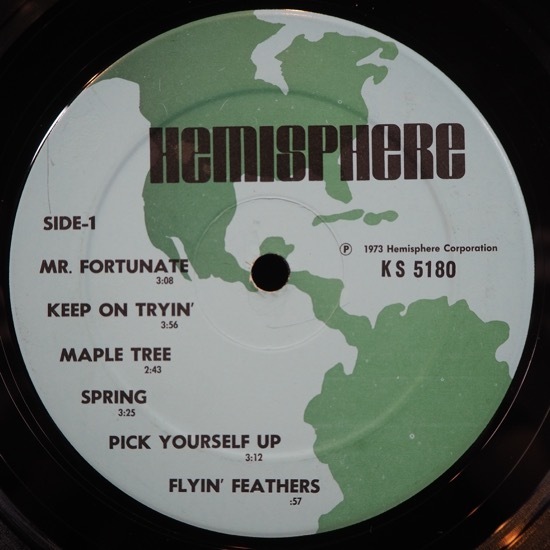 HEMISPHERE
SIDE-1
℗ 1973 Hemisphere Corporation
KS 5180
MR. FORTUNATE
3:08
KEEP ON TRYIN'
3:56
MAPLE TREE
2:43
SPRING
3:25
PICK YOURSELF UP
3:12
FLYIN' FEATHERS
:57